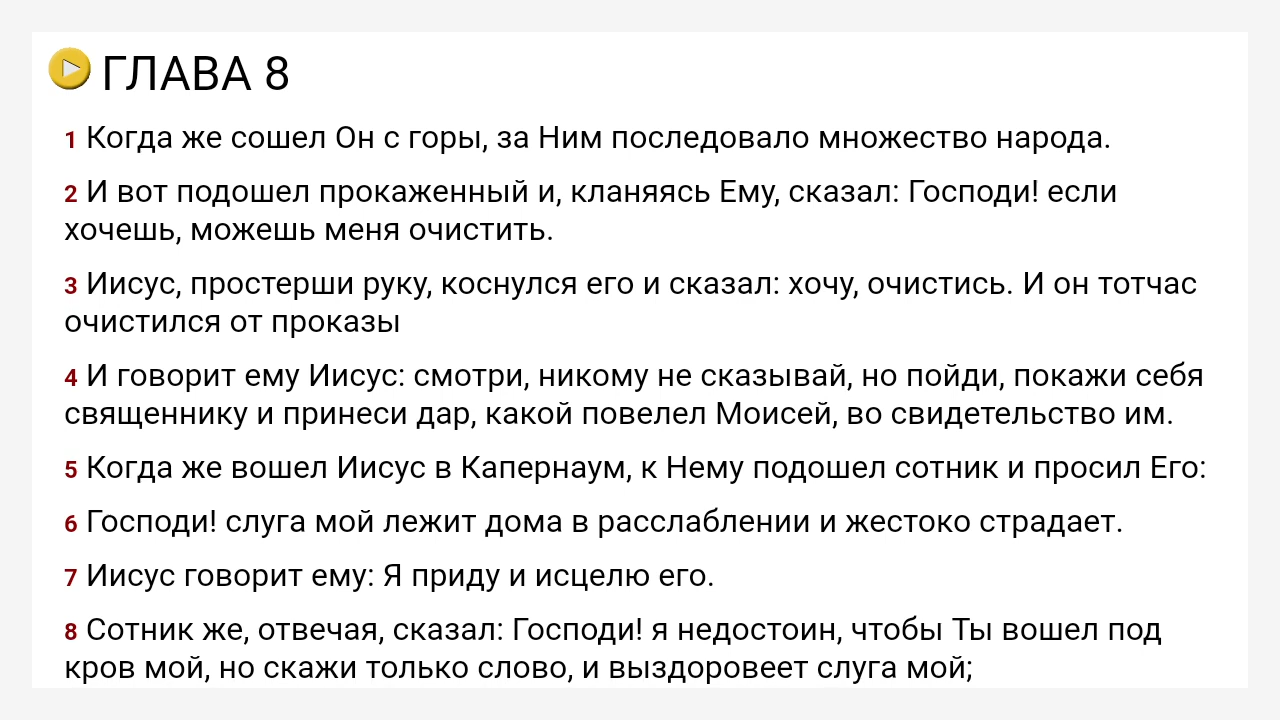 ГЛАВА 8
1 Когда же сошел Он с горы, за Ним последовало множество народа.
2 И вот подошел прокаженный и, кланяясь Ему, сказал: Господи! если
хочешь, можешь меня очистить.
3 Иисус, простерши руку, коснулся его и сказал: хочу, очистись. И он тотчас
очистился от проказы
4 И говорит ему Иисус: смотри, никому не сказывай, но пойди, покажи себя
священнику и принеси дар, какой повелел Моисей, во свидетельство им.
5 Когда же вошел Иисус в Капернаум, к Нему подошел сотник и просил Его:
6 Господи! слуга мой лежит дома в расслаблении и жестоко страдает.
7 Иисус говорит ему: Я приду и исцелю его.
8 Сотник же, отвечая, сказал: Господи! я недостоин, чтобы Ты вошел под
кров мой, но скажи только слово, и выздоровеет слуга мой;